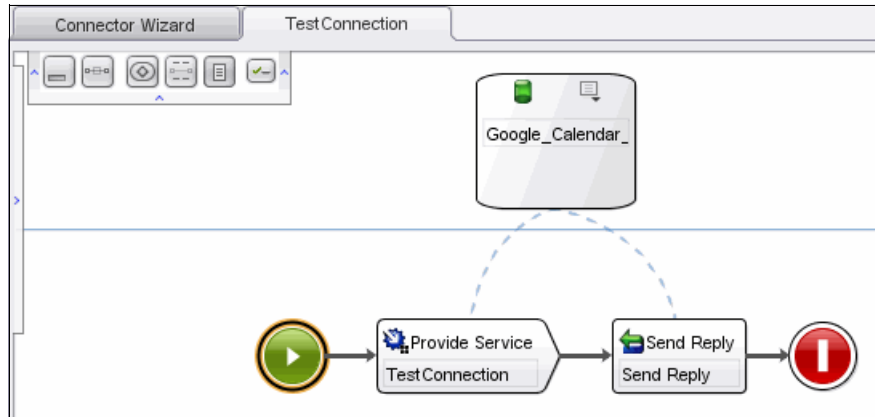 Connector Wizard
TestConnection
Google_Calendar_
Provide Service
TestConnection
Send Reply
Send Reply